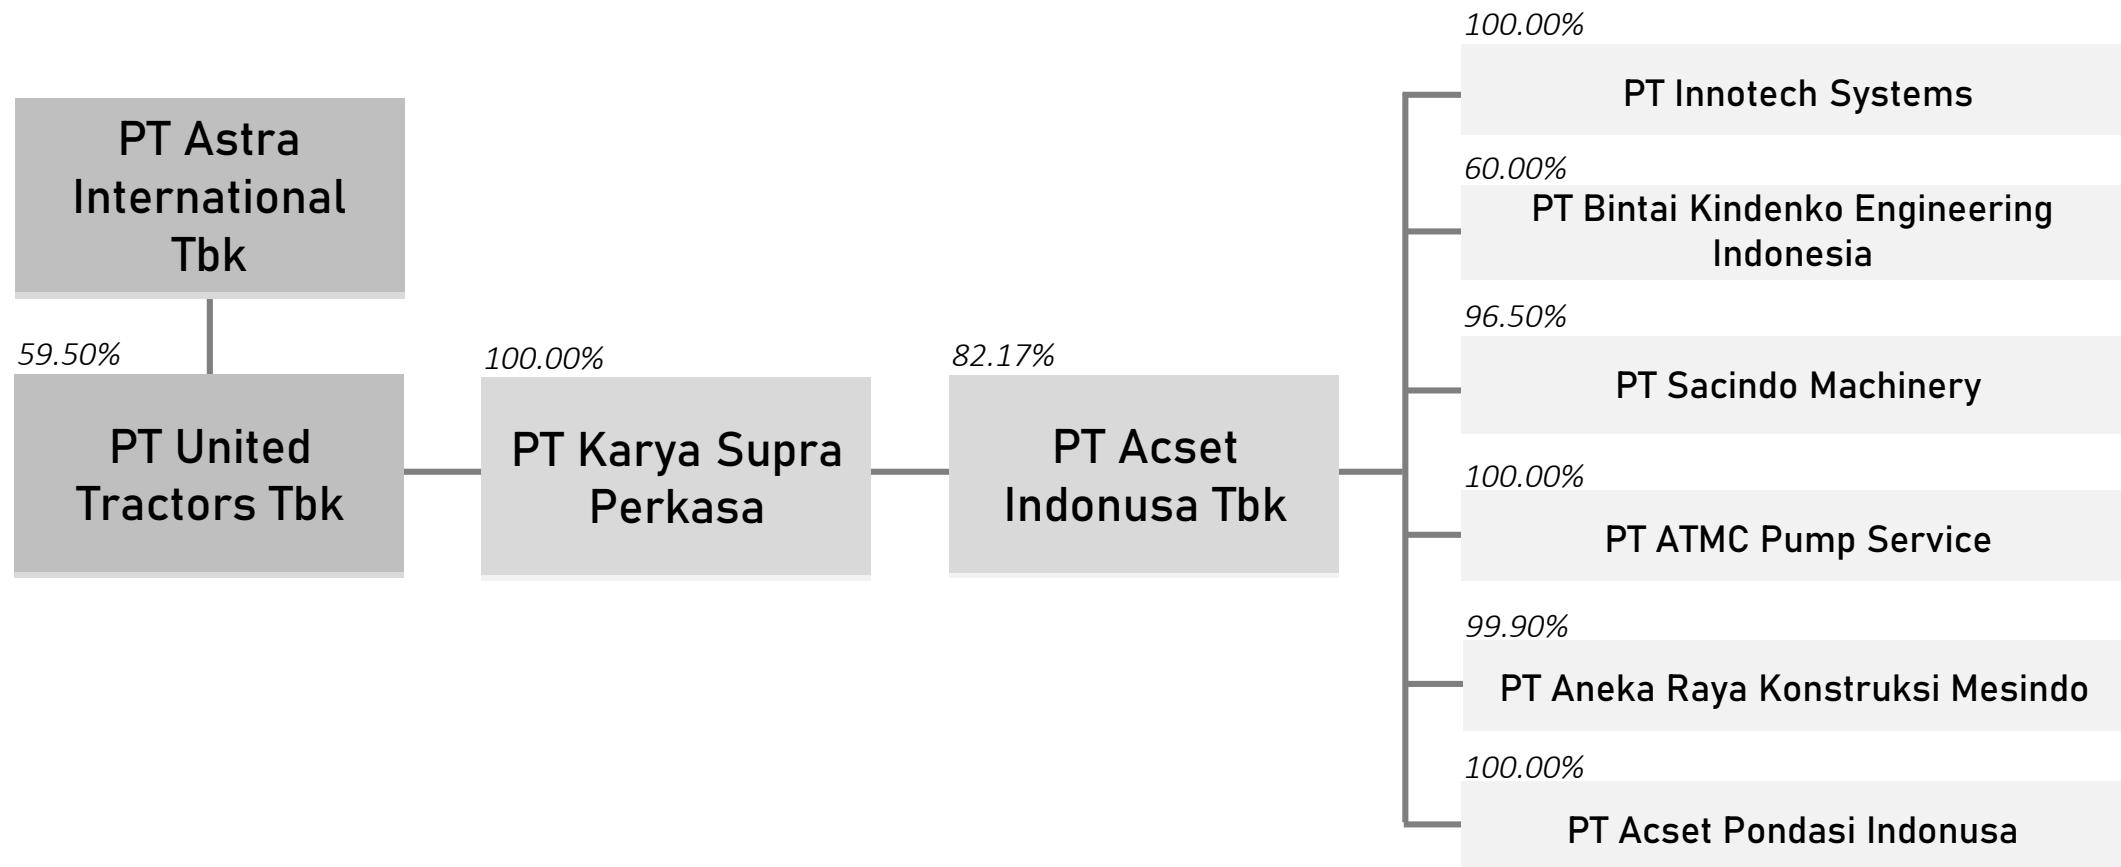 PT Astra
International
Tbk
59.50%
PT United
Tractors Tbk
100.00%
PT Karya Supra
Perkasa
82.17%
PT Acset
Indonusa Tbk
100.00%
PT Innotech Systems
60.00%
PT Bintai Kindenko Engineering
Indonesia
96.50%
PT Sacindo Machinery
100.00%
PT ATMC Pump Service
99.90%
PT Aneka Raya Konstruksi Mesindo
100.00%
PT Acset Pondasi Indonusa